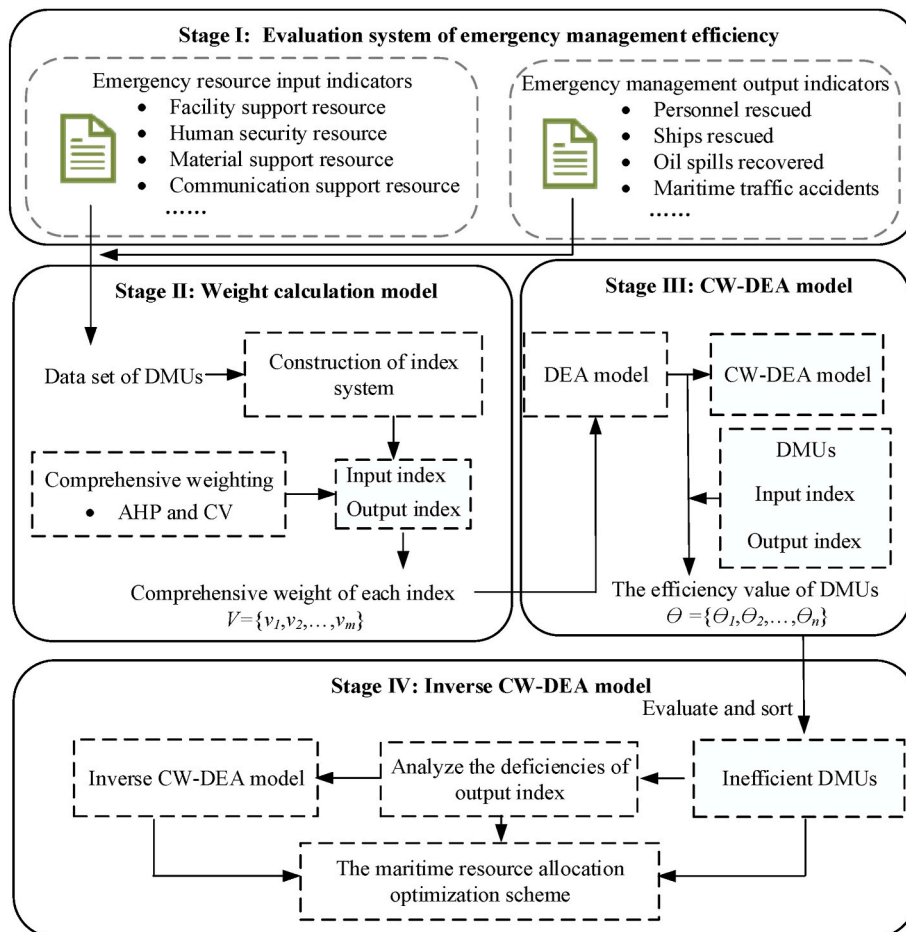 Stage I: Evaluation system of emergency management efficiency
Emergency resource input indicators
• Facility support resource
• Human security resource
• Material support resource
• Communication support resource
……
Emergency management output indicators
• Personnel rescued
• Ships rescued
• Oil spills recovered
• Maritime traffic accidents
……
Stage II: Weight calculation model
Data set of DMUs
Construction of index
system
Comprehensive weighting
• AHP and CV
Input index
Output index
Comprehensive weight of each index
V={v1,v2,…,vm}
Stage III: CW-DEA model
DEA model
CW-DEA model
DMUs
Input index
Output index
The efficiency value of DMUs
Θ ={Θ1,Θ2,…,Θn}
Stage IV: Inverse CW-DEA model
Evaluate and sort
Inverse CW-DEA model
Analyze the deficiencies of
output index
Inefficient DMUs
The maritime resource allocation
optimization scheme